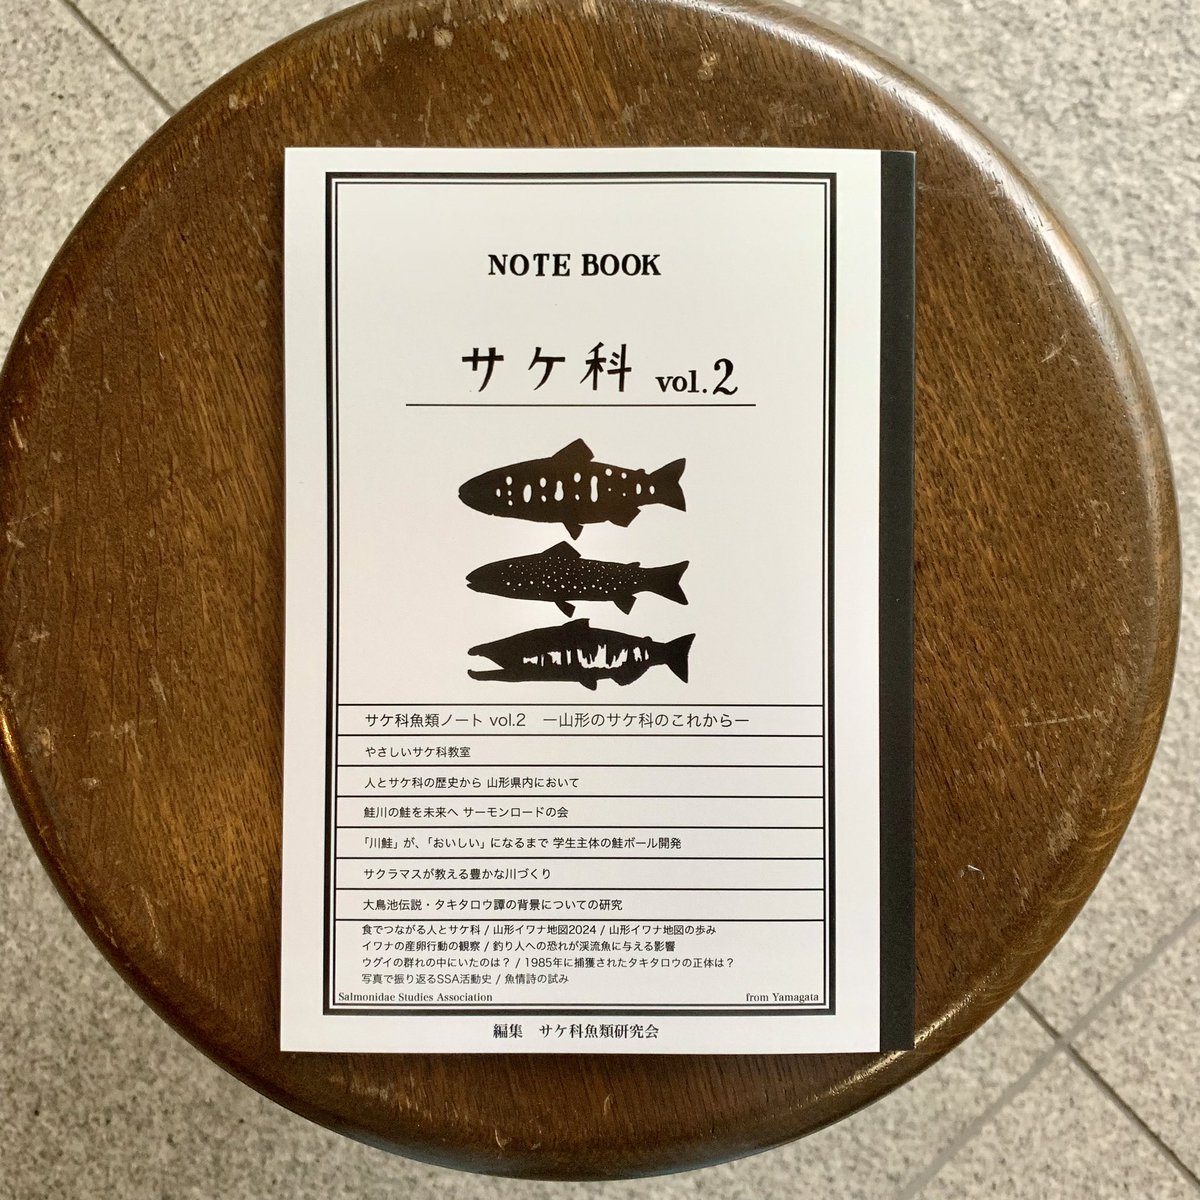 NOTE BOOK
サケ科 vol.2
サケ科魚類ノート vol.2　ー山形のサケ科のこれからー
やさしいサケ科教室
人とサケ科の歴史から 山形県内において
鮭川の鮭を未来へ サーモンロードの会
「川鮭」が、「おいしい」になるまで 学生主体の鮭ボール開発
サクラマスが教える豊かな川づくり
大鳥池伝説・タキタロウ譚の背景についての研究
食でつながる人とサケ科 / 山形イワナ地図2024 / 山形イワナ地図の歩み
イワナの産卵行動の観察 / 釣り人への恐れが渓流魚に与える影響
ウグイの群れの中にいたのは？ / 1985年に捕獲されたタキタロウの正体は？
写真で振り返るSSA活動史 / 魚情詩の試み
Salmonidae Studies Association from Yamagata
編集　サケ科魚類研究会